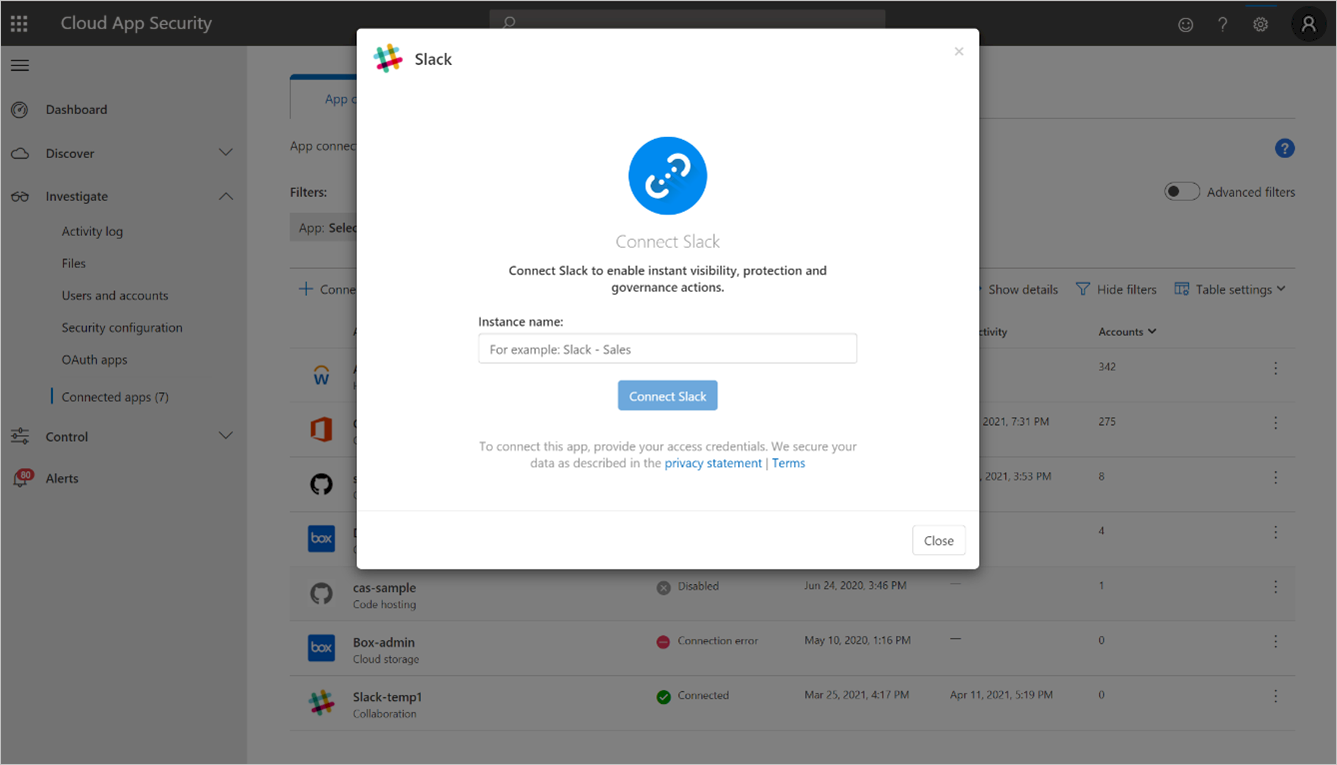 Cloud App Security
Slack
Dashboard
Discover
Investigate
Activity log
Files
Users and accounts
Security configuration
OAuth apps
Connected apps (7)
Control
80
Alerts
App
App
Filters:
Advanced filters
App:
Show details
Hide filters
Table settings
Accounts
Connect Slack
Connect Slack to enable instant visibility, protection and
governance actions.
Instance name:
For example: Slack - Sales
Connect Slack
To connect this app, provide your access credentials. We secure your
data as described in the privacy statement | Terms
Close
342
2021, 7:31 PM 275
2021, 3:53 PM 8
box 4
cas-sample Disabled Jun 24, 2020, 3:46 PM — 1
Code hosting
box Box-admin Connection error May 10, 2020, 1:16 PM — 0
Cloud storage
Slack-temp1 Connected Mar 25, 2021, 4:17 PM Apr 11, 2021, 5:19 PM 0
Collaboration